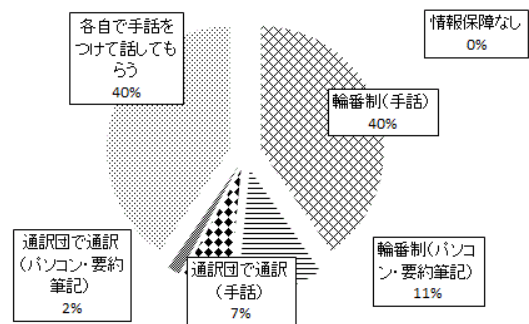 各自で手話を
つけて話しても
らう
40%
情報保障なし
0%
輪番制(手話)
40%
輪番制(パソコ
ン・要約筆記)
11%
通訳団で通訳
(手話)
7%
通訳団で通訳
(パソコン・要約
筆記)
2%